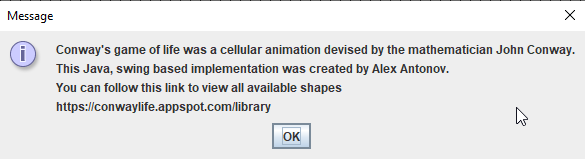 Message
Conway's game of life was a cellular animation devised by the mathematician John Conway.
This Java, swing based implementation was created by Alex Antonov.
You can follow this link to view all available shapes
https://conwaylife.appspot.com/library
OK